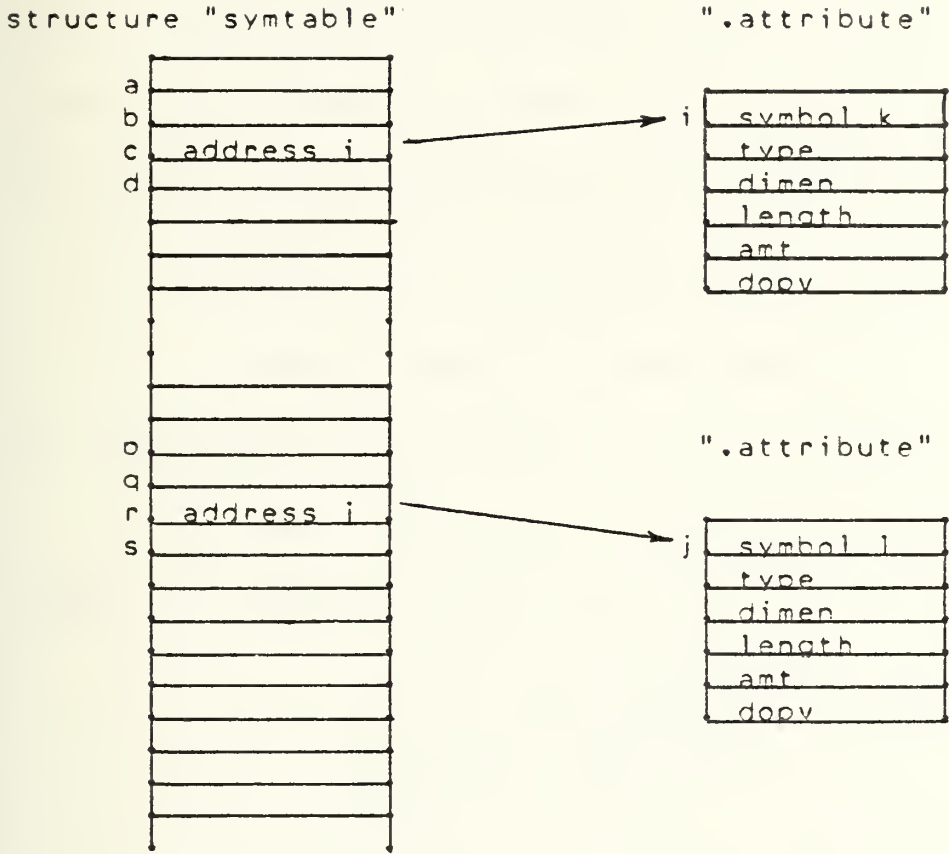 structure "symtable"
".attribute"
a
b
c address i
d
i symbol k
type
dimen
length
amt
dopv
p
q
r address j
s
".attribute"
j symbol l
type
dimen
length
amt
dopv